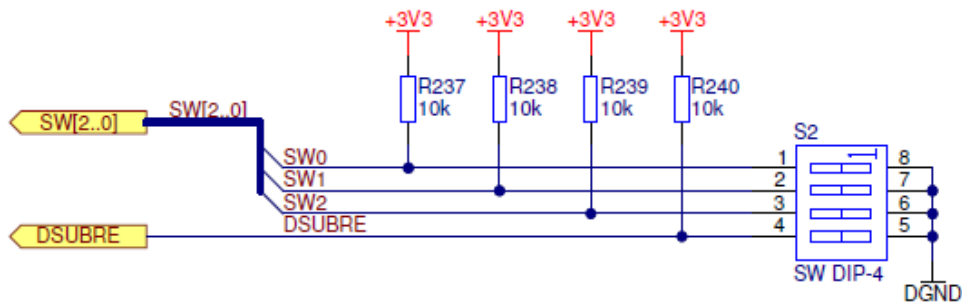 +3V3 +3V3 +3V3 +3V3
R237 R238 R239 R240
10k 10k 10k 10k
SW[2..0] SW[2..0]
S2
1
SW0 1 8
SW1 2 7
SW2 3 6
DSUBRE DSUBRE 4 5
SW DIP-4
DGND